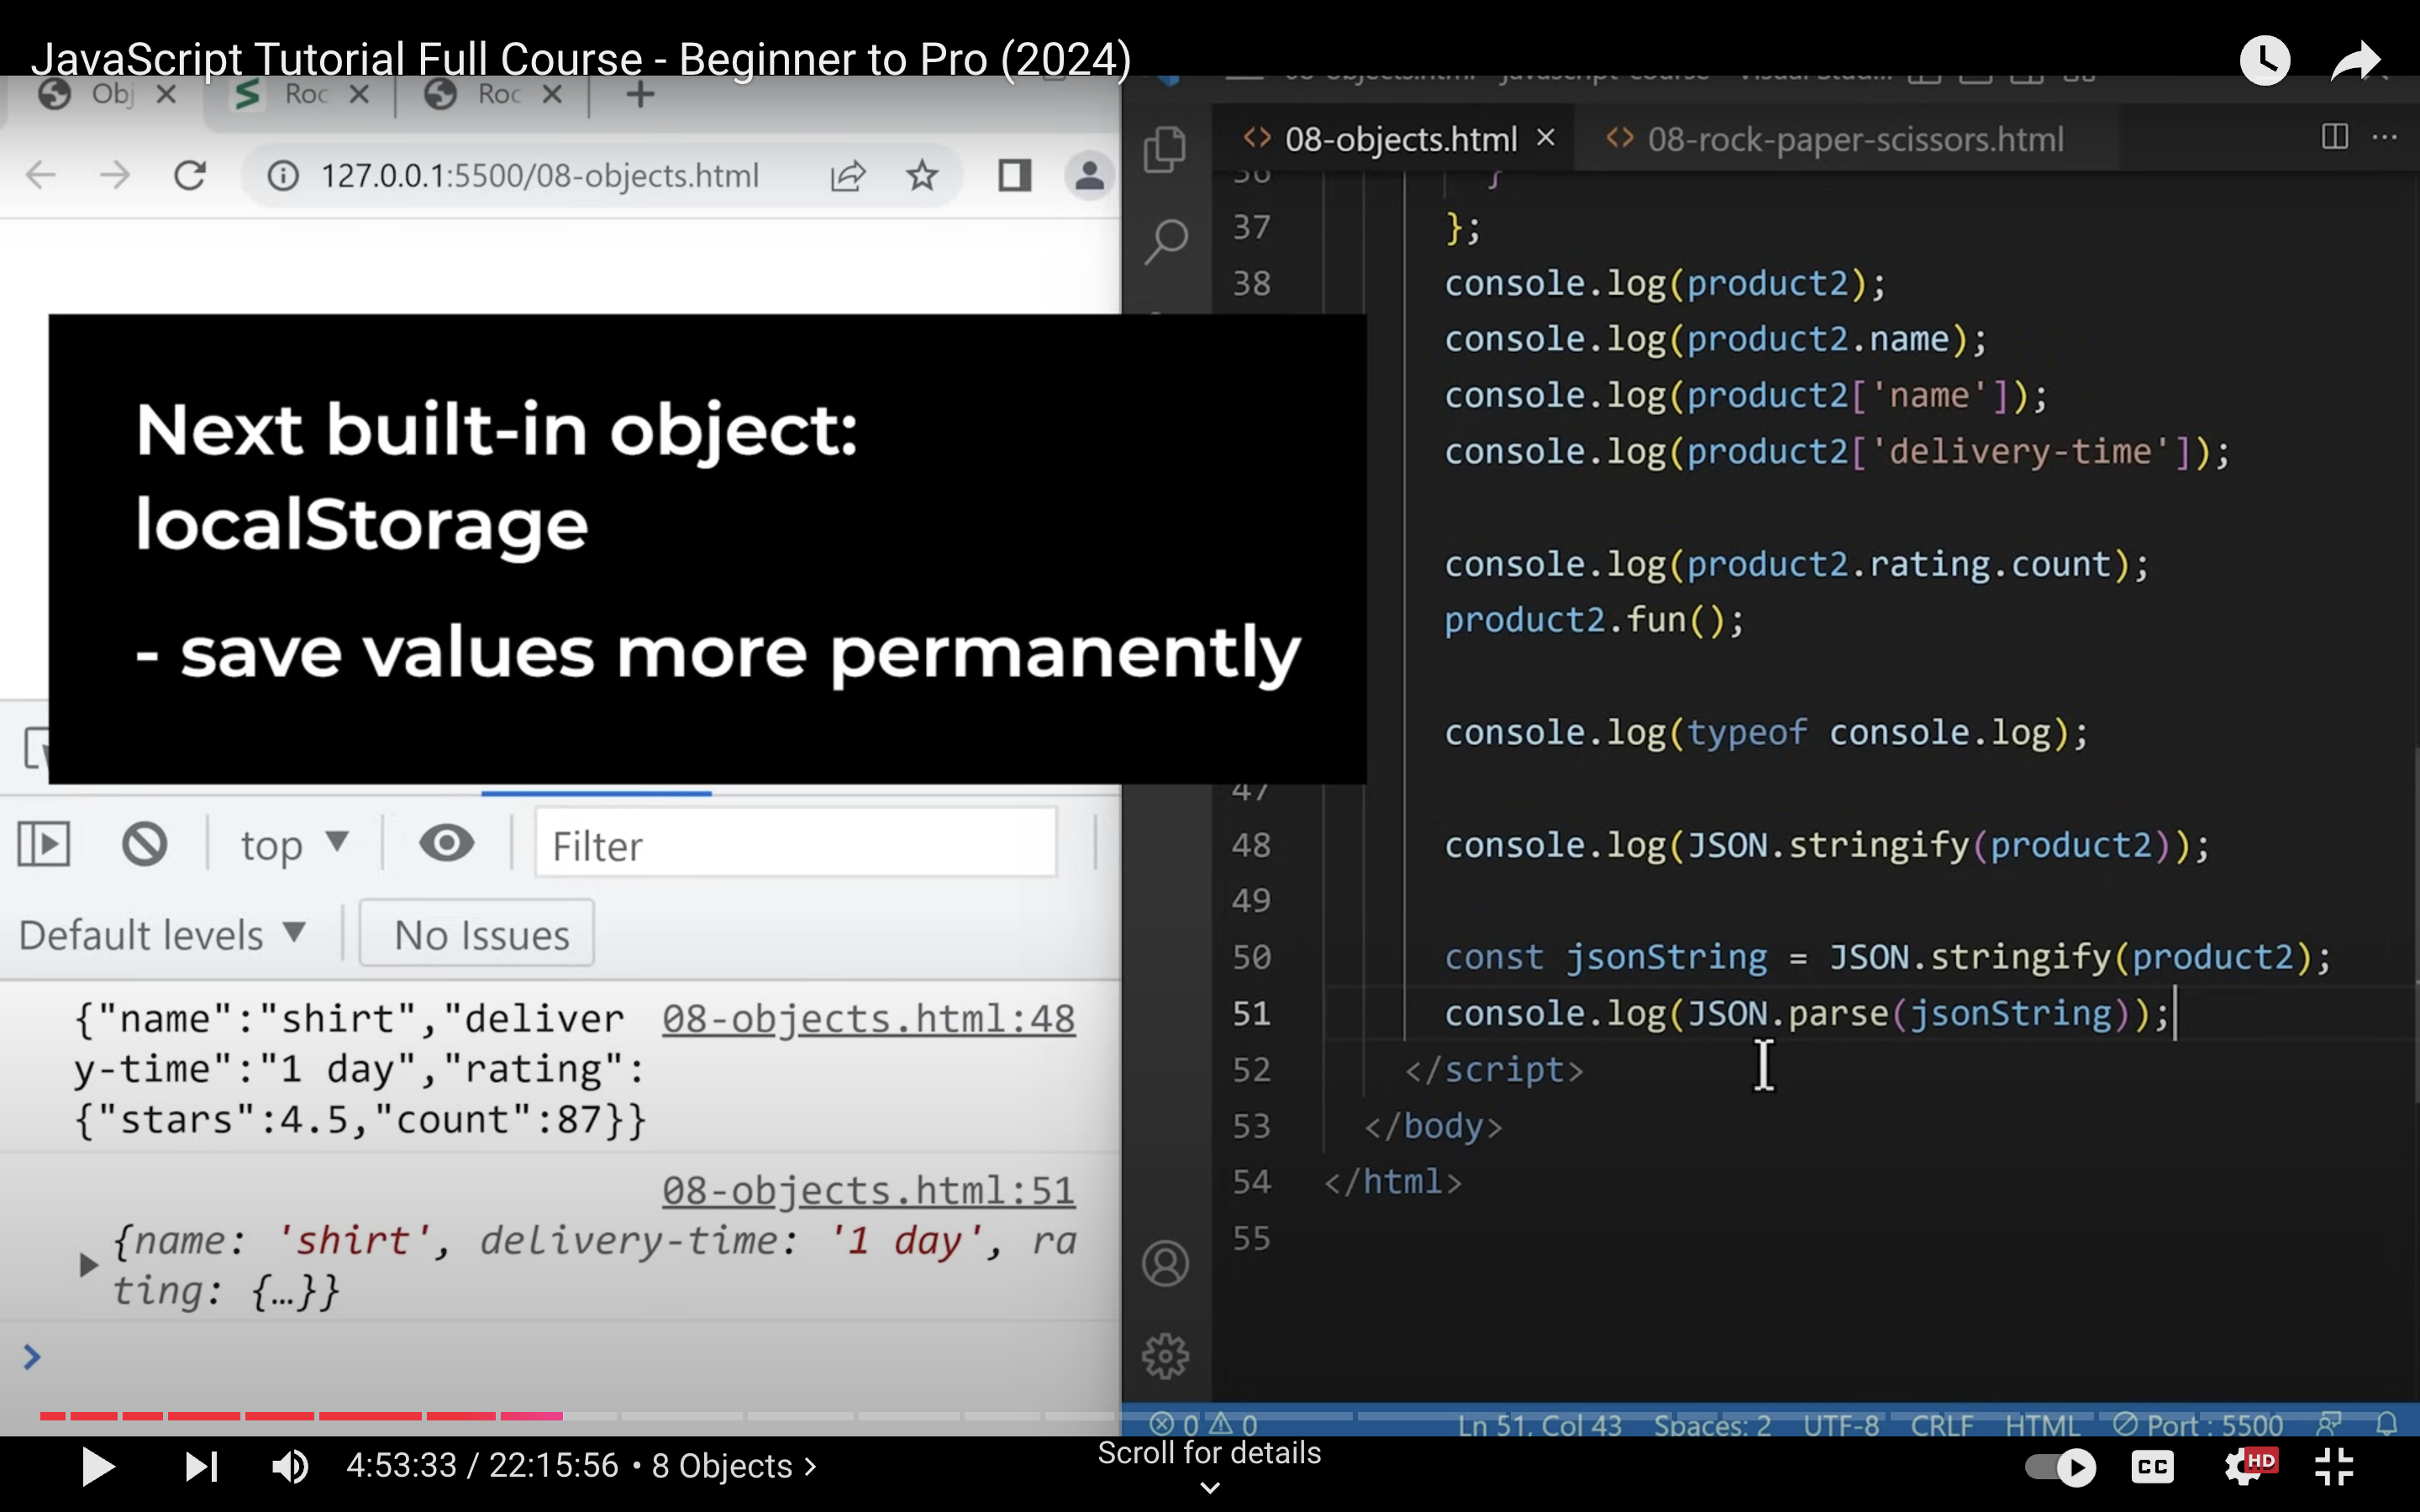 JavaScript Tutorial Full Course - Beginner to Pro (2024)
Obj
Roc
Roc
127.0.0.1:5500/08-objects.html
08-objects.html
08-rock-paper-scissors.html
36 }
37 };
38 console.log(product2);
console.log(product2.name);
console.log(product2['name']);
console.log(product2['delivery-time']);
console.log(product2.rating.count);
product2.fun();
console.log(typeof console.log);
47
48 console.log(JSON.stringify(product2));
49
50 const jsonString = JSON.stringify(product2);
51 console.log(JSON.parse(jsonString));
52 </script>
53 </body>
54 </html>
55
Next built-in object:
localStorage
- save values more permanently
top
Filter
Default levels
No Issues
{"name":"shirt","deliver 08-objects.html:48
y-time":"1 day","rating":
{"stars":4.5,"count":87}}
08-objects.html:51
{name: 'shirt', delivery-time: '1 day', ra
ting: {…}}
0 0 Ln 51, Col 43 Spaces: 2 UTF-8 CRLF HTML Port : 5500
4:53:33 / 22:15:56 • 8 Objects
Scroll for details
CC
HD